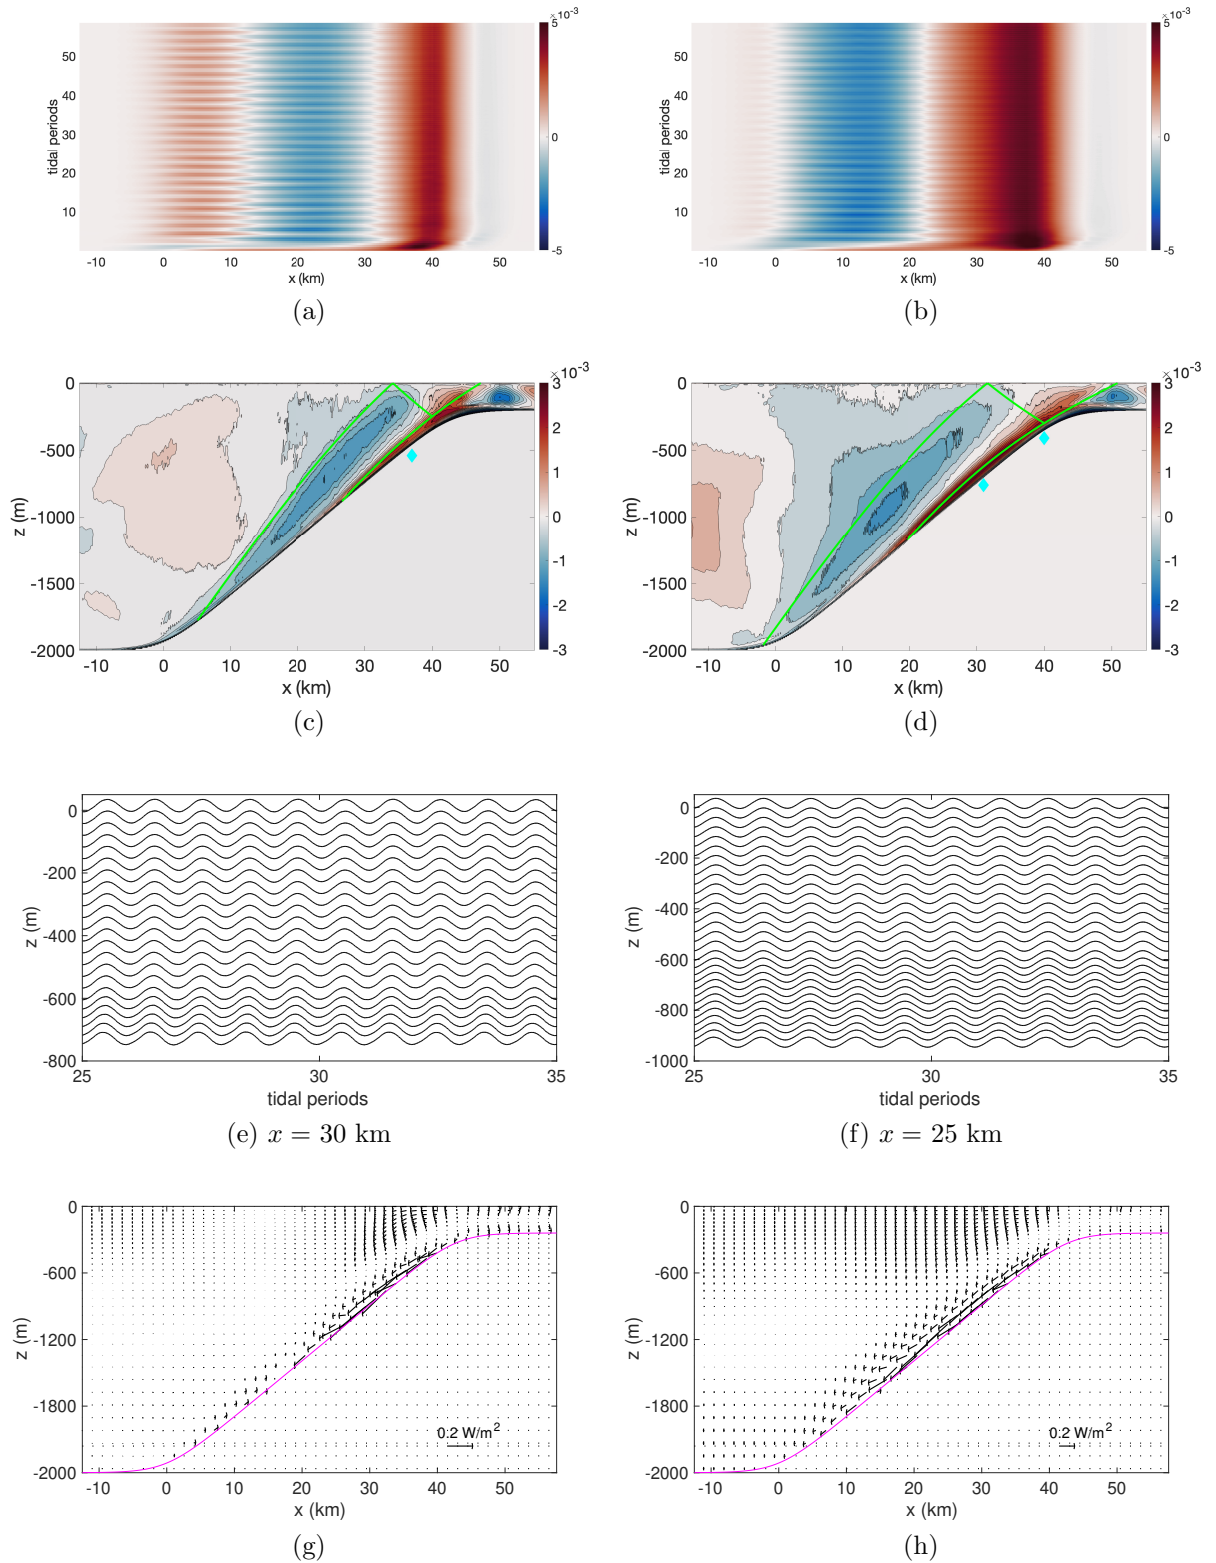 ×10⁻³ ×10⁻³
5 5
50 50
40 40
tidal periods 0 tidal periods 0
30 30
20 20
10 10
-5 -5
-10 0 10 20 30 40 50 -10 0 10 20 30 40 50
x (km) x (km)
(a) (b)
×10⁻³ ×10⁻³
0 3 0 3
2 2
-500 -500
1 1
z (m) -1000 0 z (m) -1000 0
-1 -1
-1500 -1500
-2 -2
-2000 -3 -2000 -3
-10 0 10 20 30 40 50 -10 0 10 20 30 40 50
x (km) x (km)
(c) (d)
0 0
-200 -200
-400 -400
z (m) z (m)
-600 -600
-800
-800 -1000
25 30 35 25 30 35
tidal periods tidal periods
(e) x = 30 km (f) x = 25 km
0 0
-600 -600
z (m) -1200 z (m) -1200
-1800 -1800
0.2 W/m² 0.2 W/m²
-2000 -2000
-10 0 10 20 30 40 50 -10 0 10 20 30 40 50
x (km) x (km)
(g) (h)